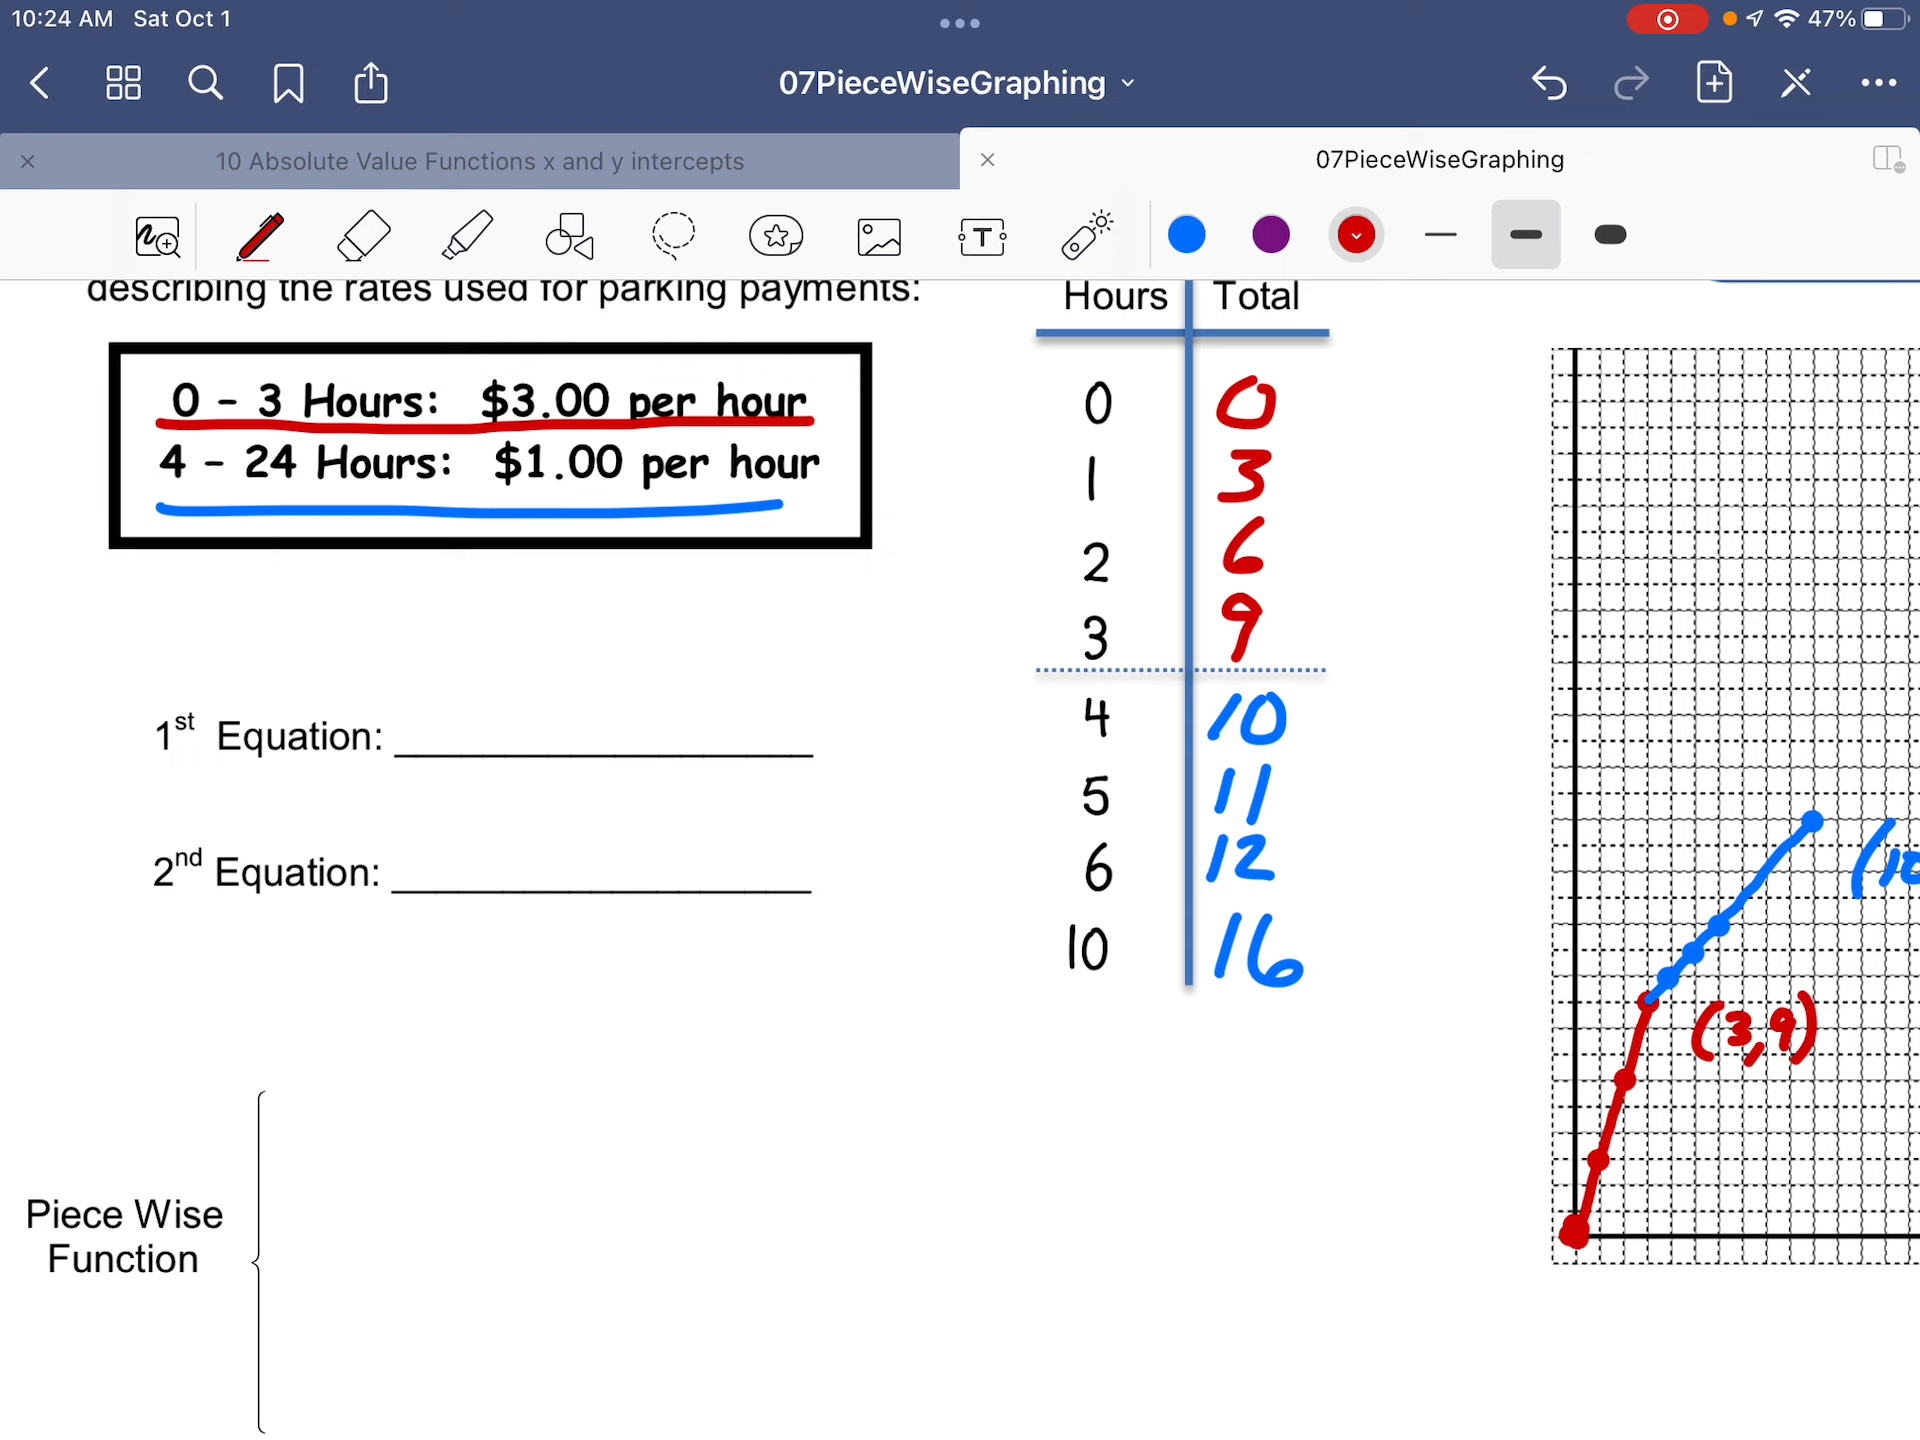 10:24 AM Sat Oct 1
47%
07PieceWiseGraphing
10 Absolute Value Functions x and y intercepts
07PieceWiseGraphing
T
describing the rates used for parking payments:
0 – 3 Hours: $3.00 per hour
4 – 24 Hours: $1.00 per hour
1st Equation: ____________________
2nd Equation: ____________________
Piece Wise
Function
Hours Total
0 0
1 3
2 6
3 9
4 10
5 11
6 12
10 16
(10
(3,9)